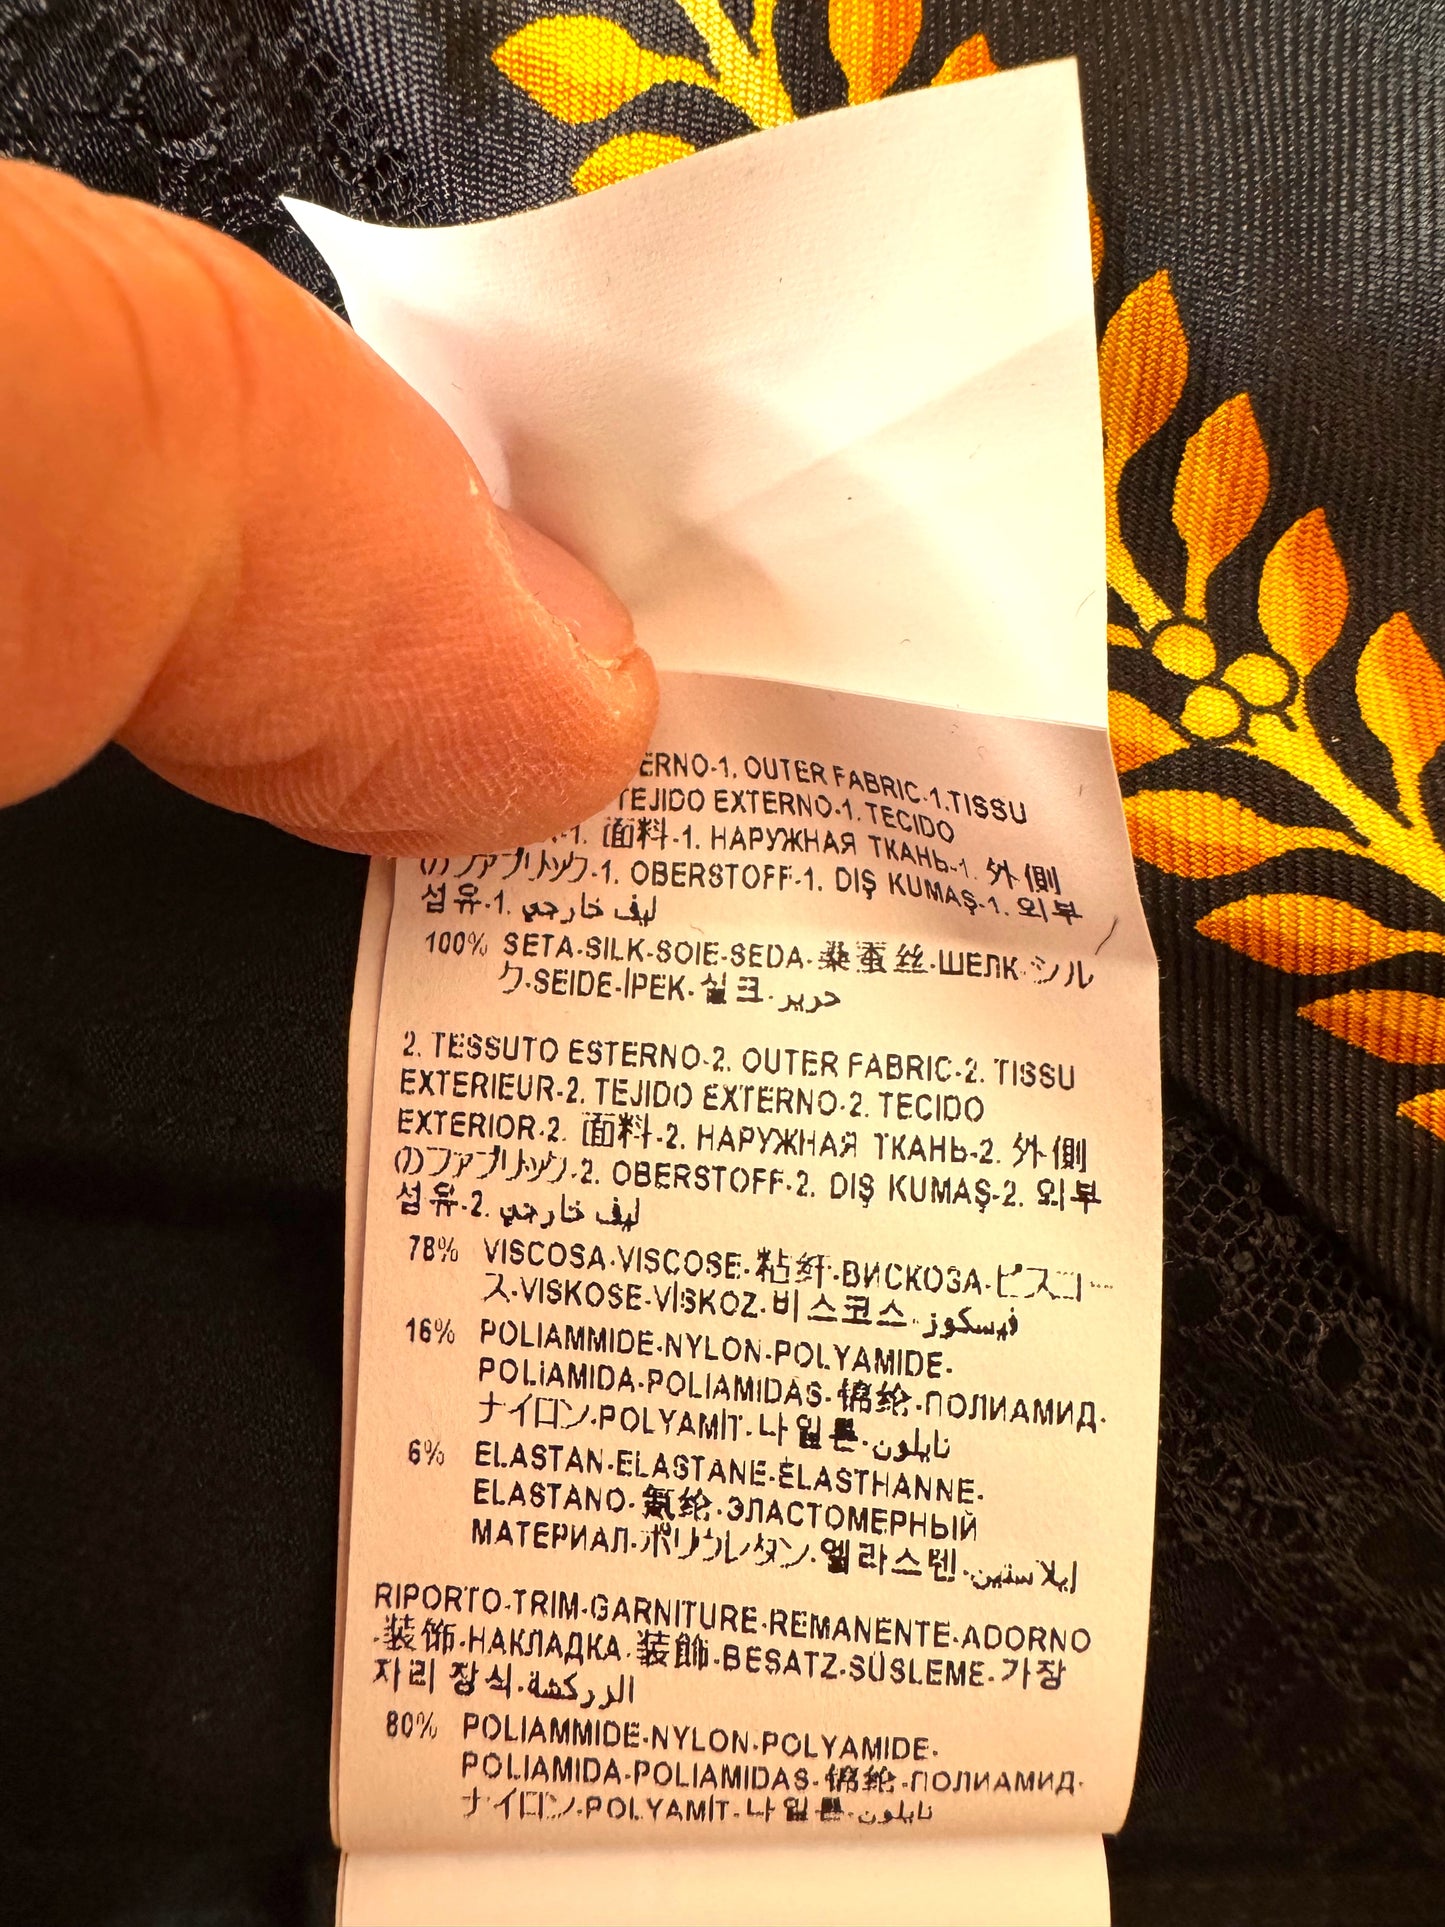 1. OUTER FABRIC-1.TISSU
TEJIDO EXTERNO-1.TECIDO
-1. 面料-1. НАРУЖНАЯ ТКАНЬ-1. 外側
のファブリック-1. OBERSTOFF-1. DIŞ KUMAŞ-1. 외부
섬유-1. ليف خارجي
100% SETA-SILK-SOIE-SEDA-桑蚕丝-ШЕЛК-シル
ク-SEIDE-İPEK-실크-حرير
2. TESSUTO ESTERNO-2. OUTER FABRIC-2. TISSU
EXTERIEUR-2. TEJIDO EXTERNO-2. TECIDO
EXTERIOR-2. 面料-2. НАРУЖНАЯ ТКАНЬ-2. 外側
のファブリック-2. OBERSTOFF-2. DIŞ KUMAŞ-2. 외부
섬유-2. ليف خارجي
78% VISCOSA-VISCOSE-粘纤-ВИСКОЗА-ビスコー
ス-VISKOSE-VİSKOZ-비스코스-فيسكوز
16% POLIAMMIDE-NYLON-POLYAMIDE-
POLIAMIDA-POLIAMIDAS-锦纶-ПОЛИАМИД-
ナイロン-POLYAMİT-나일론-نايلون
6% ELASTAN-ELASTANE-ÉLASTHANNE-
ELASTANO-氨纶-ЭЛАСТОМЕРНЫЙ
МАТЕРИАЛ-ポリウレタン-엘라스텐-ايلاستين
RIPORTO-TRIM-GARNITURE-REMANENTE-ADORNO
-装饰-НАКЛАДКА-装飾-BESATZ-SÜSLEME-가장
자리 장식-الزركشة
80% POLIAMMIDE-NYLON-POLYAMIDE-
POLIAMIDA-POLIAMIDAS-锦纶-ПОЛИАМИД-
ナイロン-POLYAMİT-나일론-نايلون